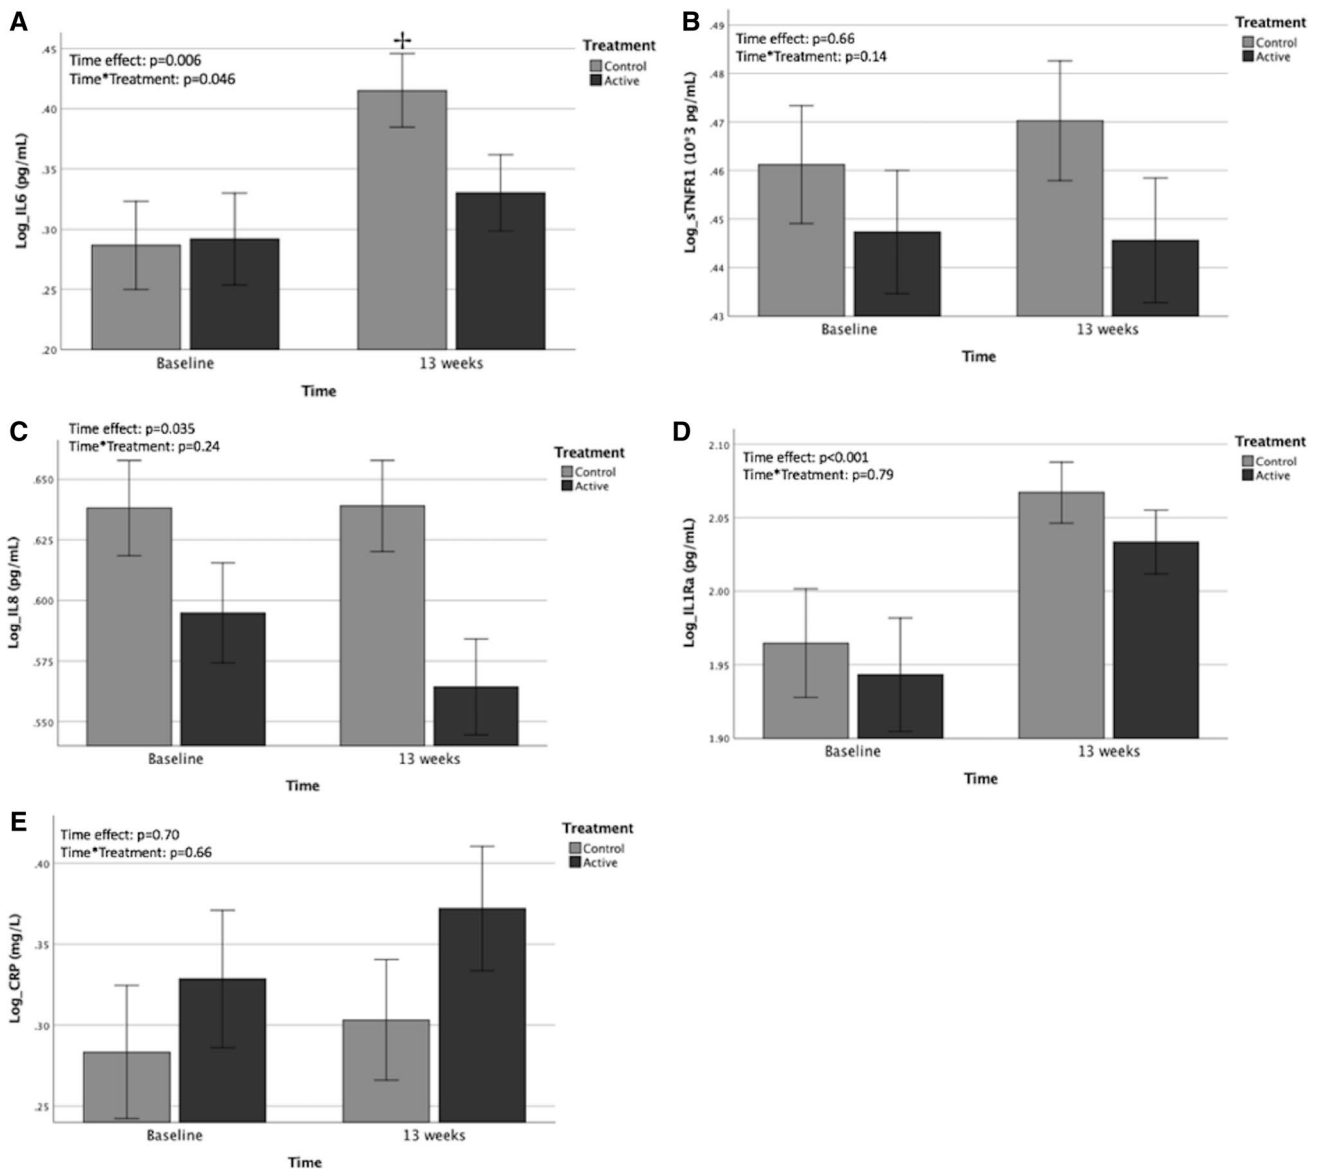 A
Time effect: p=0.006
Time*Treatment: p=0.046
Treatment
Control
Active
Log_IL6 (pg/mL)
.45
.40
.35
.30
.25
.20
Baseline
13 weeks
Time
B
Time effect: p=0.66
Time*Treatment: p=0.14
Treatment
Control
Active
Log_sTNFR1 (10*3 pg/mL)
.49
.48
.47
.46
.45
.44
.43
Baseline
13 weeks
Time
C
Time effect: p=0.035
Time*Treatment: p=0.24
Treatment
Control
Active
Log_IL8 (pg/mL)
.650
.625
.600
.575
.550
Baseline
13 weeks
Time
D
Time effect: p<0.001
Time*Treatment: p=0.79
Treatment
Control
Active
Log_IL1Ra (pg/mL)
2.10
2.05
2.00
1.95
1.90
Baseline
13 weeks
Time
E
Time effect: p=0.70
Time*Treatment: p=0.66
Treatment
Control
Active
Log_CRP (mg/L)
.40
.35
.30
.25
Baseline
13 weeks
Time